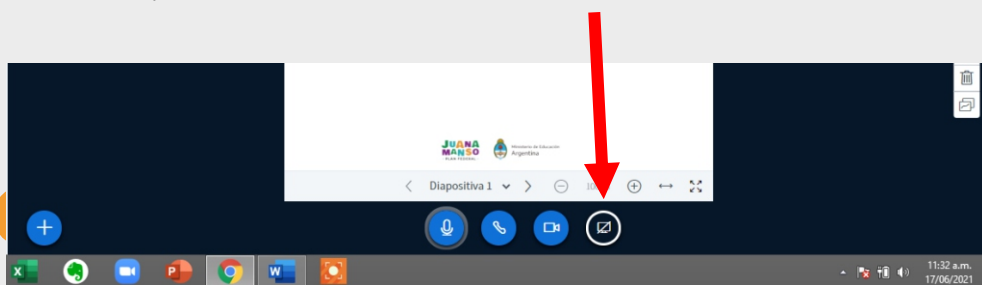 JUANA
MANSO
PLAN FEDERAL
Ministerio de Educación
Argentina
Diapositiva 1
11:32 a.m.
17/06/2021